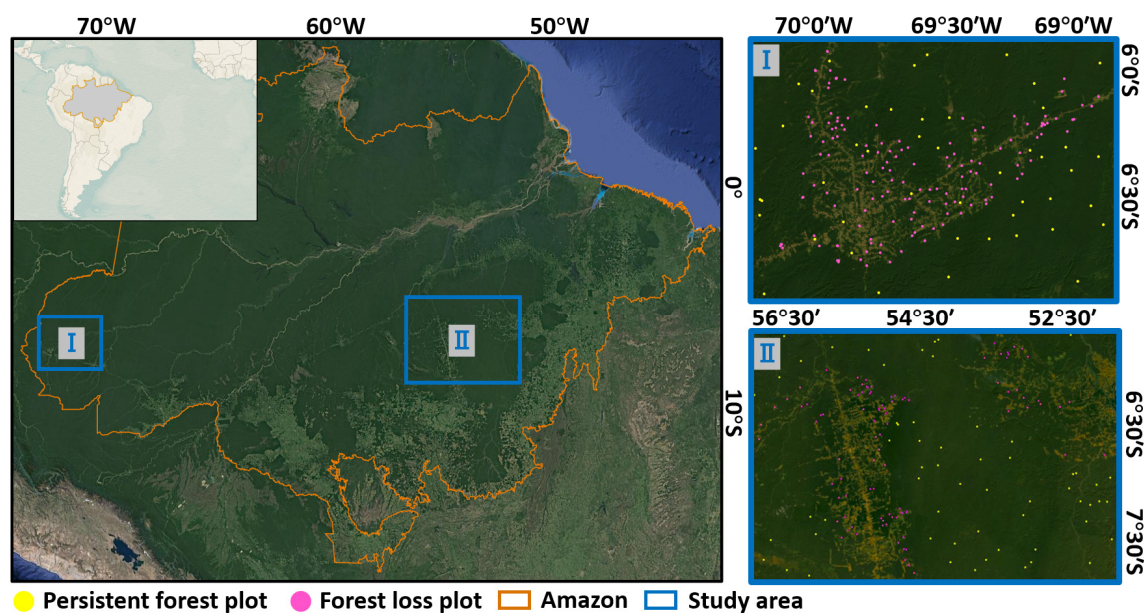 70°W 60°W 50°W
0°
10°S
I
II
70°0′W 69°30′W 69°0′W
I
6°0′S
6°30′S
56°30′ 54°30′ 52°30′
II
6°30′S
7°30′S
Persistent forest plot Forest loss plot Amazon Study area